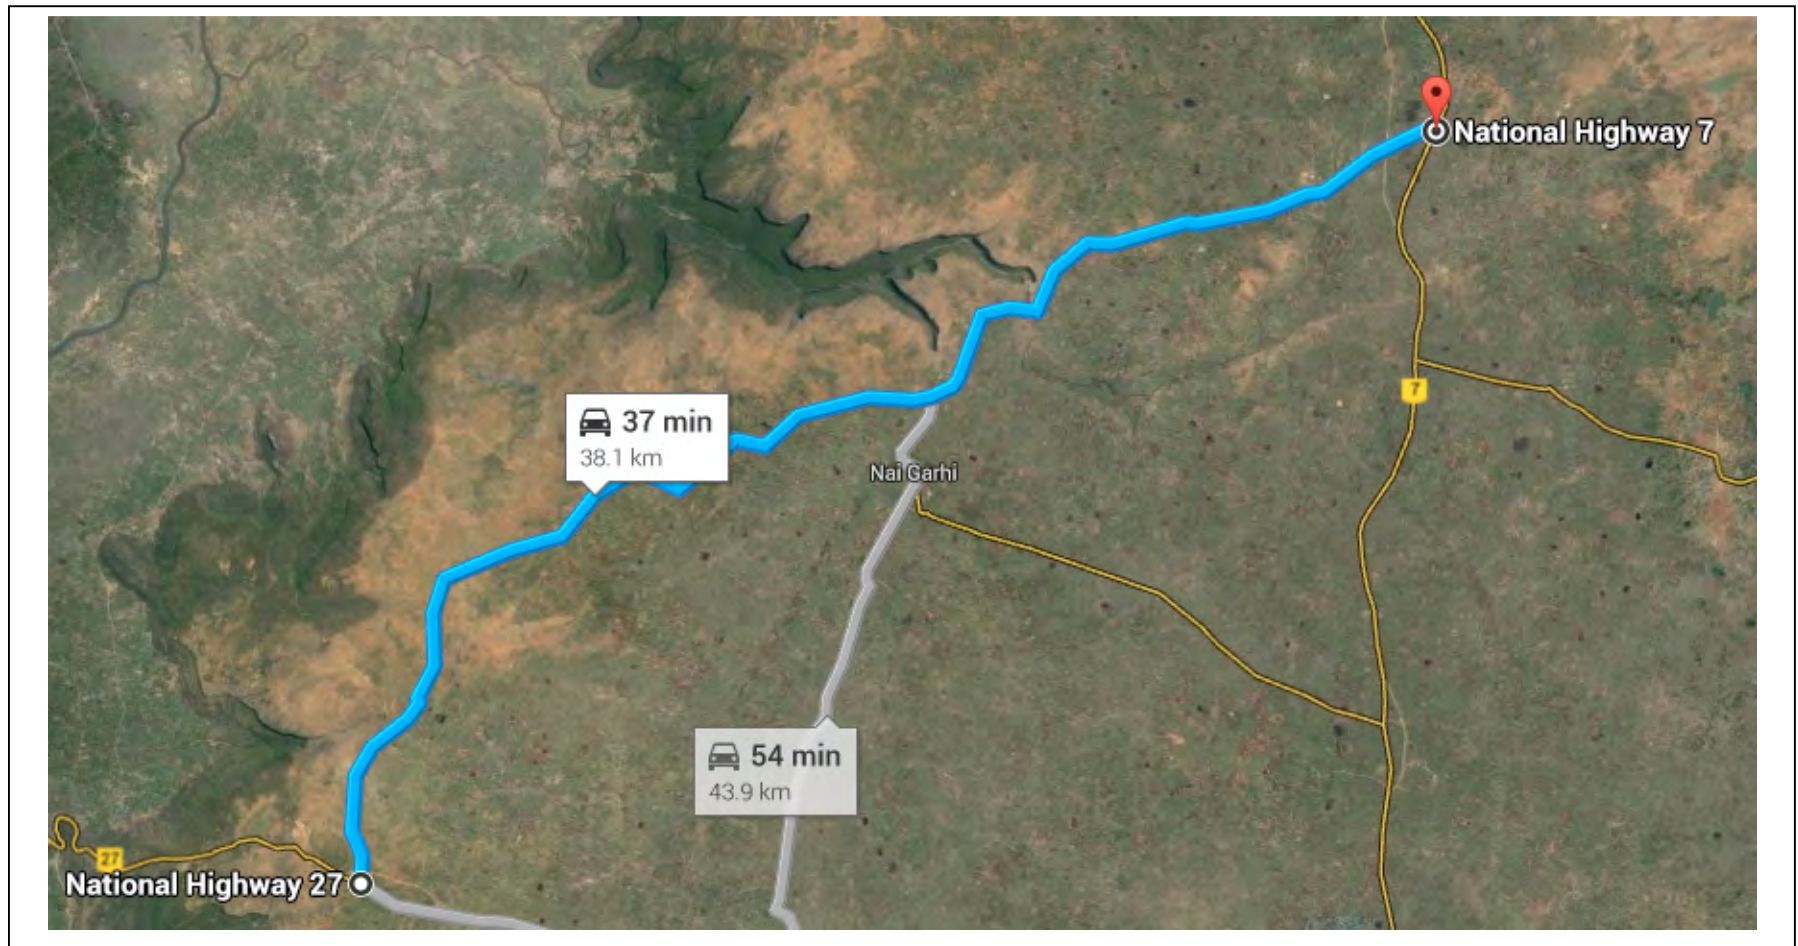 National Highway 7
7
37 min
38.1 km
Nai Garhi
54 min
43.9 km
27
National Highway 27